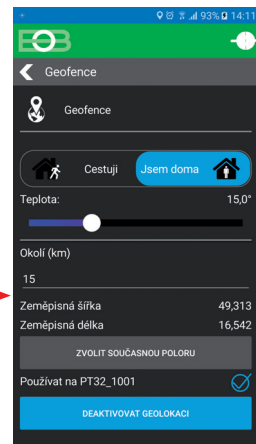 93% 14:11
EOB
Geofence
Geofence
Cestuji Jsem doma
Teplota: 15,0°
Okolí (km)
15
Zeměpisná šířka 49,313
Zeměpisná délka 16,542
ZVOLIT SOUČASNOU POLORU
Používat na PT32_1001
DEAKTIVOVAT GEOLOKACI